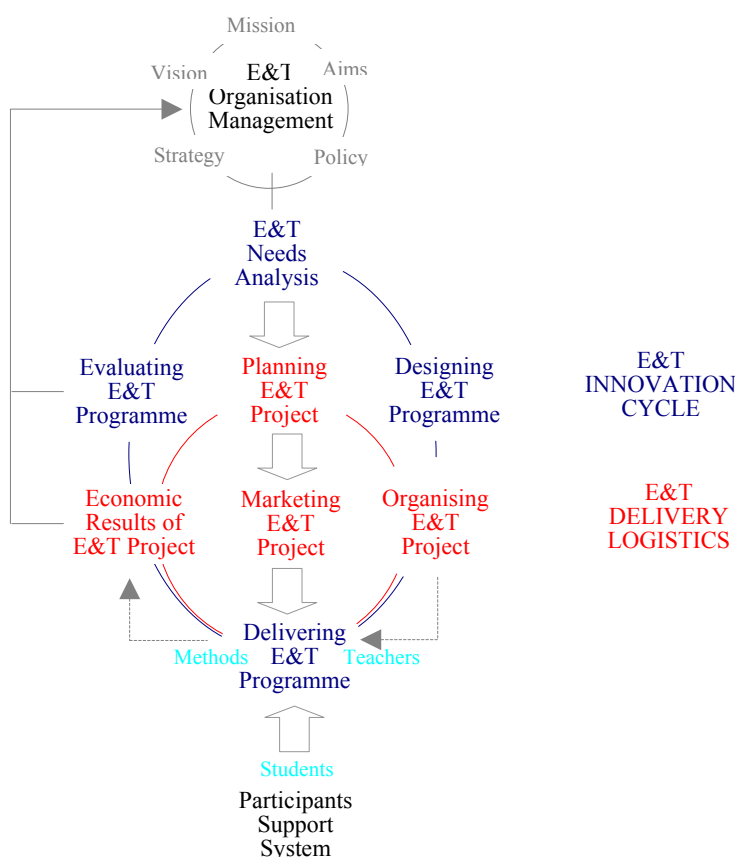 Mission
Vision
Aims
E&T
Organisation
Management
Strategy
Policy
E&T
Needs
Analysis
Evaluating
E&T
Programme
Planning
E&T
Project
Designing
E&T
Programme
E&T
INNOVATION
CYCLE
Economic
Results of
E&T Project
Marketing
E&T
Project
Organising
E&T
Project
E&T
DELIVERY
LOGISTICS
Methods
Delivering
E&T
Programme
Teachers
Students
Participants
Support
System